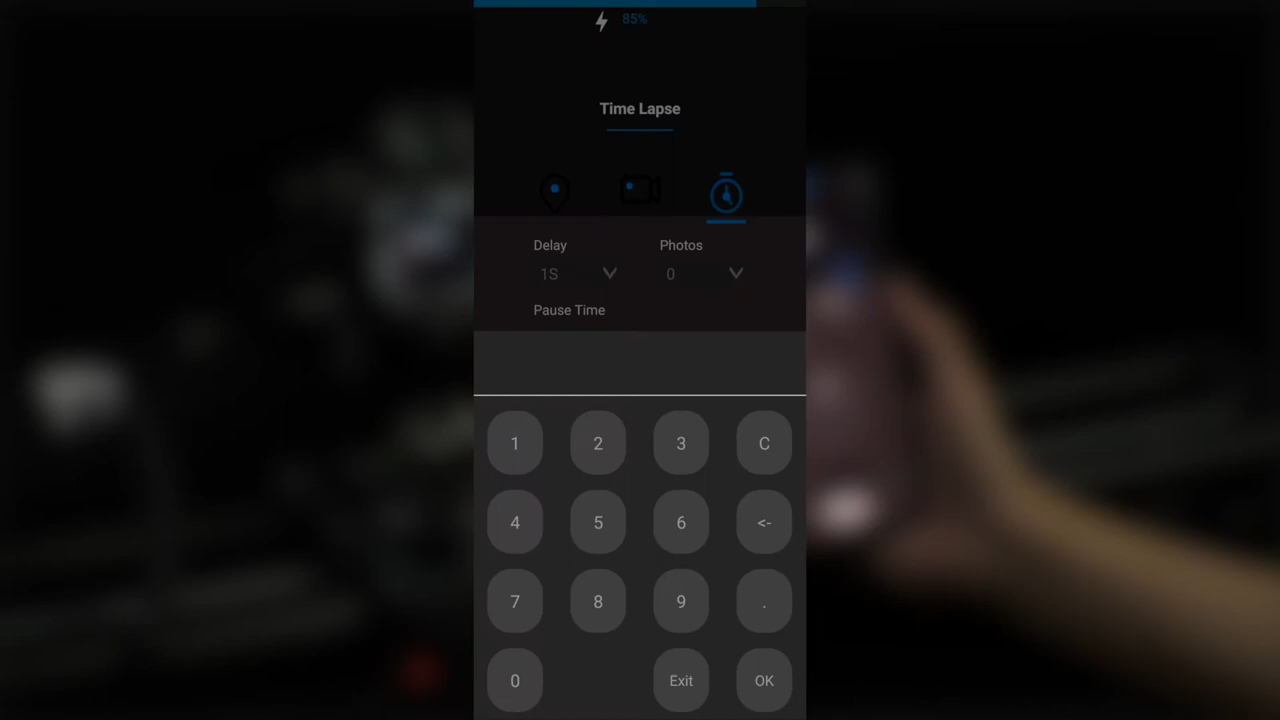 85%
Time Lapse
Delay Photos
1S 0
Pause Time
1 2 3 C
4 5 6 <-
7 8 9 .
0 Exit OK